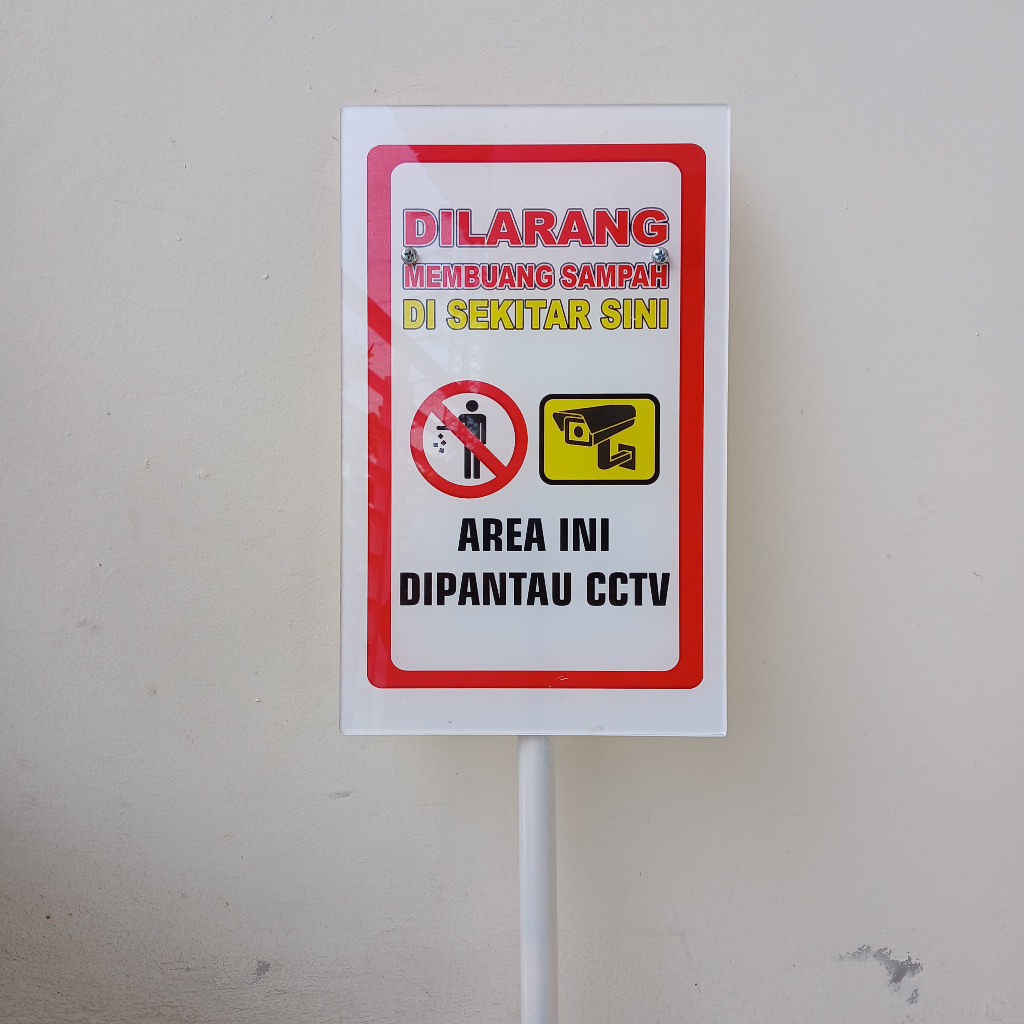 DILARANG
MEMBUANG SAMPAH
DI SEKITAR SINI
AREA INI
DIPANTAU CCTV